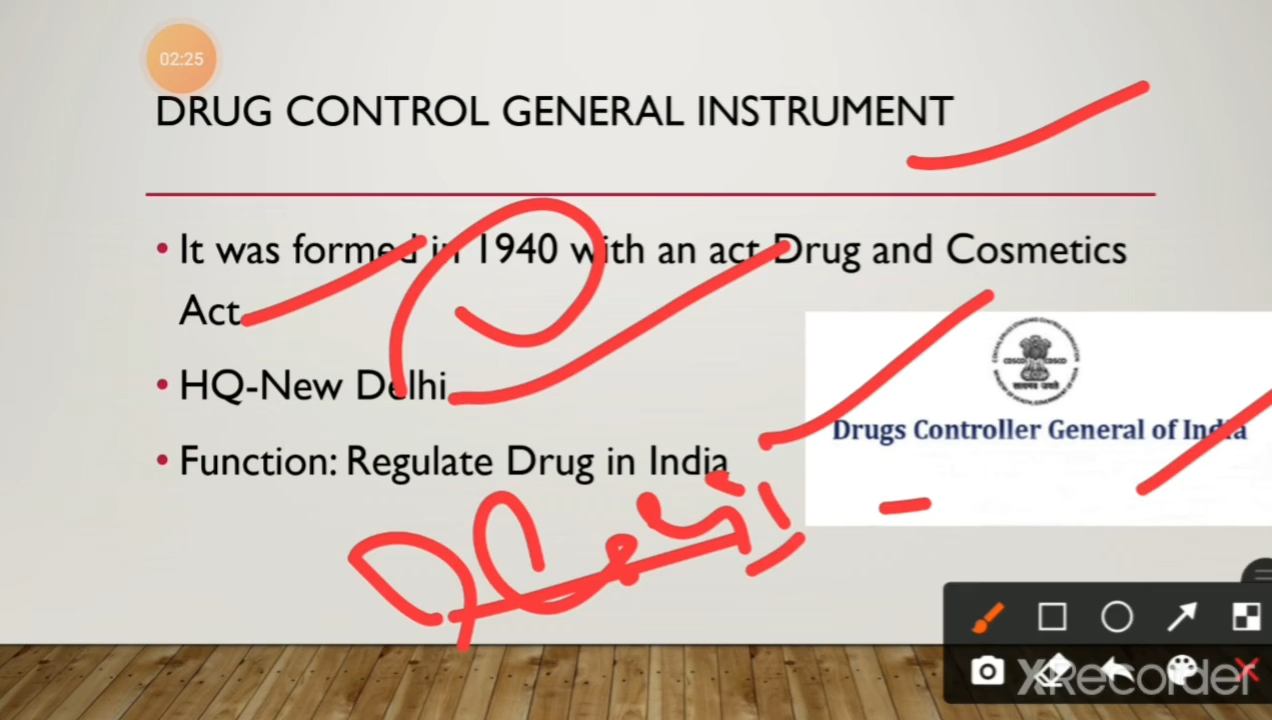 02:25
DRUG CONTROL GENERAL INSTRUMENT
• It was formed in 1940 with an act Drug and Cosmetics
Act
• HQ-New Delhi
• Function: Regulate Drug in India
Drugs Controller General of India
XRecorder